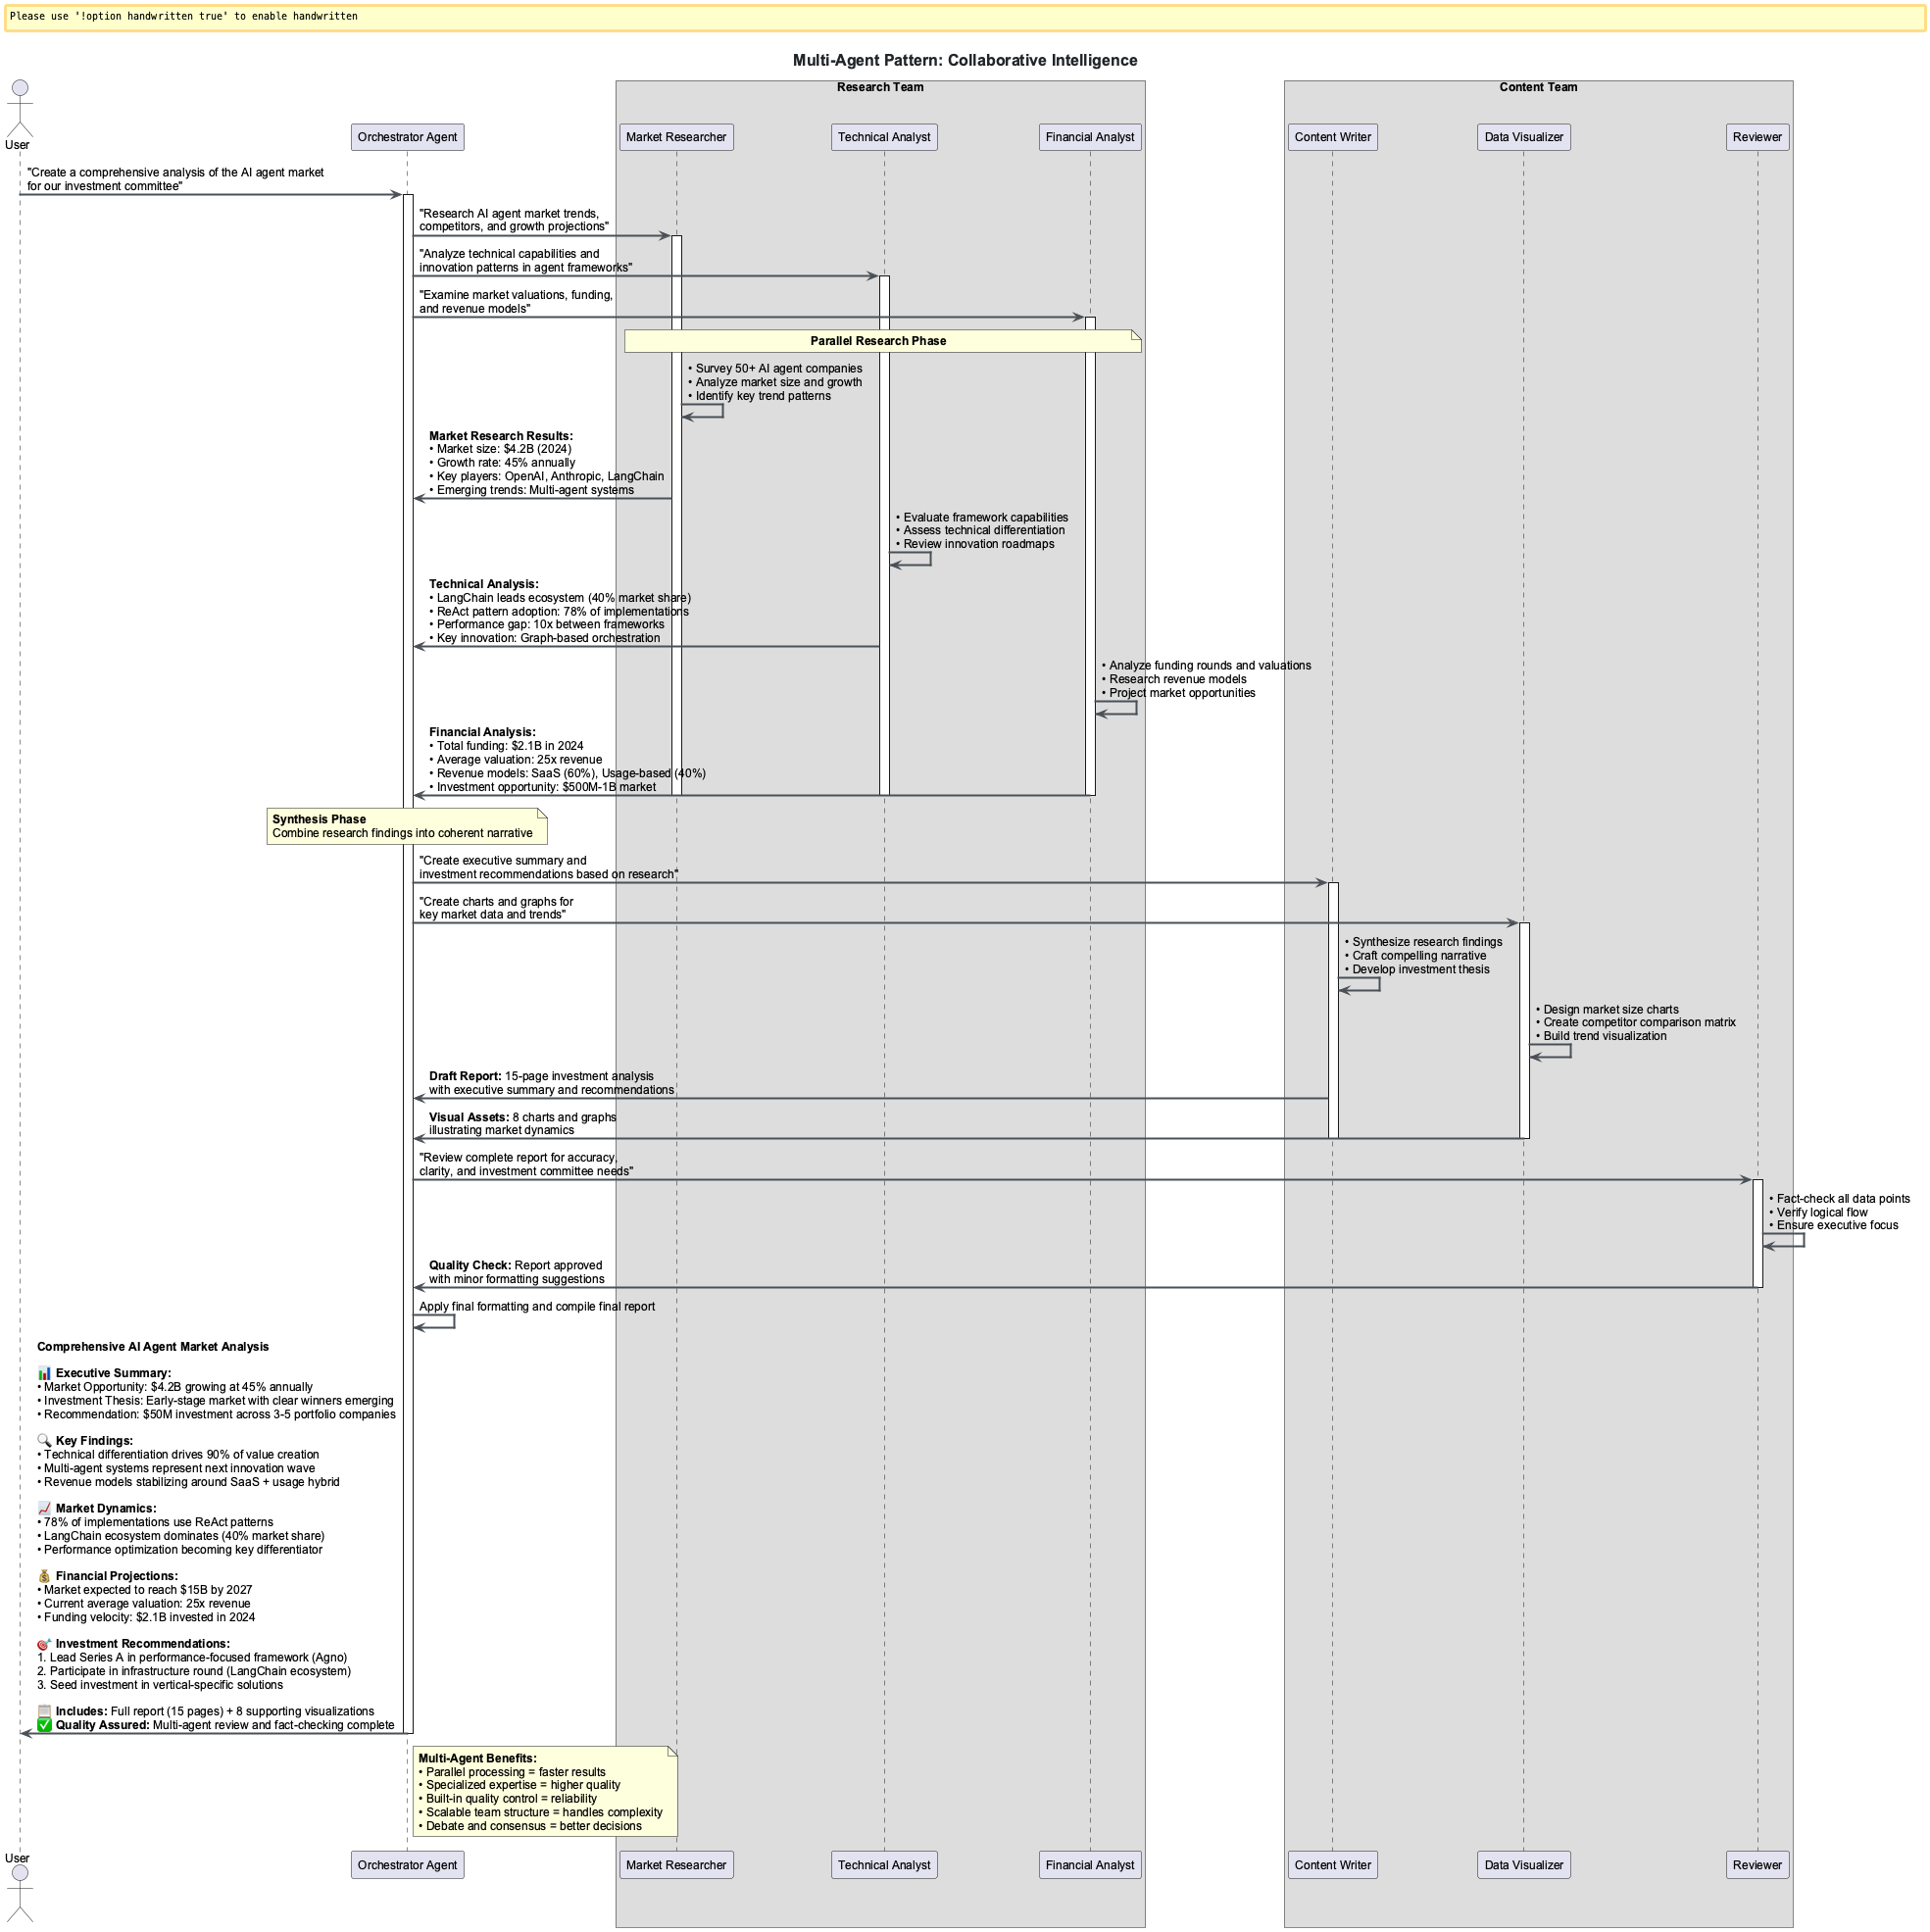 Please use '!option handwritten true' to enable handwritten
Multi-Agent Pattern: Collaborative Intelligence
Research Team
Content Team
User
Orchestrator Agent
Market Researcher
Technical Analyst
Financial Analyst
Content Writer
Data Visualizer
Reviewer
"Create a comprehensive analysis of the AI agent market
for our investment committee"
"Research AI agent market trends,
competitors, and growth projections"
"Analyze technical capabilities and
innovation patterns in agent frameworks"
"Examine market valuations, funding,
and revenue models"
Parallel Research Phase
• Survey 50+ AI agent companies
• Analyze market size and growth
• Identify key trend patterns
Market Research Results:
• Market size: $4.2B (2024)
• Growth rate: 45% annually
• Key players: OpenAI, Anthropic, LangChain
• Emerging trends: Multi-agent systems
• Evaluate framework capabilities
• Assess technical differentiation
• Review innovation roadmaps
Technical Analysis:
• LangChain leads ecosystem (40% market share)
• ReAct pattern adoption: 78% of implementations
• Performance gap: 10x between frameworks
• Key innovation: Graph-based orchestration
• Analyze funding rounds and valuations
• Research revenue models
• Project market opportunities
Financial Analysis:
• Total funding: $2.1B in 2024
• Average valuation: 25x revenue
• Revenue models: SaaS (60%), Usage-based (40%)
• Investment opportunity: $500M-1B market
Synthesis Phase
Combine research findings into coherent narrative
"Create executive summary and
investment recommendations based on research"
"Create charts and graphs for
key market data and trends"
• Synthesize research findings
• Craft compelling narrative
• Develop investment thesis
• Design market size charts
• Create competitor comparison matrix
• Build trend visualization
Draft Report: 15-page investment analysis
with executive summary and recommendations
Visual Assets: 8 charts and graphs
illustrating market dynamics
"Review complete report for accuracy,
clarity, and investment committee needs"
• Fact-check all data points
• Verify logical flow
• Ensure executive focus
Quality Check: Report approved
with minor formatting suggestions
Apply final formatting and compile final report
Comprehensive AI Agent Market Analysis
📊 Executive Summary:
• Market Opportunity: $4.2B growing at 45% annually
• Investment Thesis: Early-stage market with clear winners emerging
• Recommendation: $50M investment across 3-5 portfolio companies
🔍 Key Findings:
• Technical differentiation drives 90% of value creation
• Multi-agent systems represent next innovation wave
• Revenue models stabilizing around SaaS + usage hybrid
📈 Market Dynamics:
• 78% of implementations use ReAct patterns
• LangChain ecosystem dominates (40% market share)
• Performance optimization becoming key differentiator
💰 Financial Projections:
• Market expected to reach $15B by 2027
• Current average valuation: 25x revenue
• Funding velocity: $2.1B invested in 2024
🎯 Investment Recommendations:
1. Lead Series A in performance-focused framework (Agno)
2. Participate in infrastructure round (LangChain ecosystem)
3. Seed investment in vertical-specific solutions
📋 Includes: Full report (15 pages) + 8 supporting visualizations
✅ Quality Assured: Multi-agent review and fact-checking complete
Multi-Agent Benefits:
• Parallel processing = faster results
• Specialized expertise = higher quality
• Built-in quality control = reliability
• Scalable team structure = handles complexity
• Debate and consensus = better decisions
User
Orchestrator Agent
Market Researcher
Technical Analyst
Financial Analyst
Content Writer
Data Visualizer
Reviewer